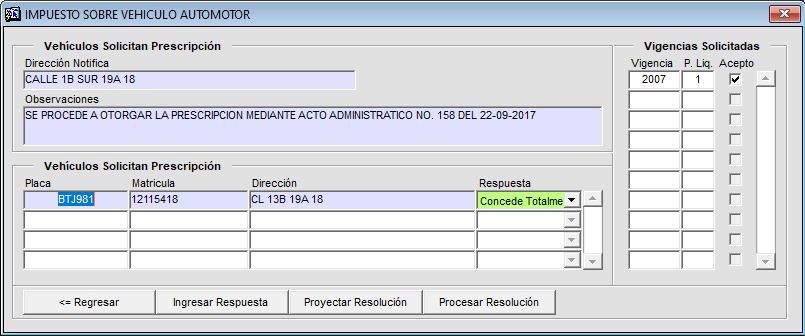 IMPUESTO SOBRE VEHICULO AUTOMOTOR
Vehículos Solicitan Prescripción
Dirección Notifica
CALLE 1B SUR 19A 18
Observaciones
SE PROCEDE A OTORGAR LA PRESCRIPCION MEDIANTE ACTO ADMINISTRATICO NO. 158 DEL 22-09-2017
Vigencias Solicitadas
Vigencia P. Liq. Acepto
2007 1
Vehículos Solicitan Prescripción
Placa Matricula Dirección Respuesta
BTJ981 12115418 CL 13B 19A 18 Concede Totalme
<= Regresar Ingresar Respuesta Proyectar Resolución Procesar Resolución